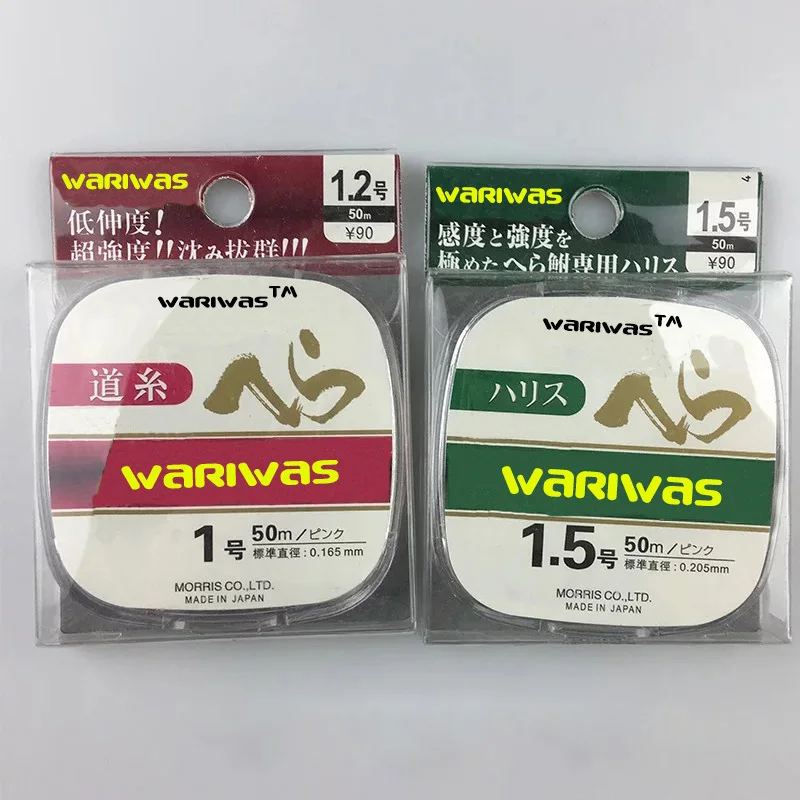 WARIWAS
1.2号
50m
¥90
低伸度!
超強度!!沈み抜群!!!
WARIWAS™
道糸
へら
WARIWAS
1号
50m/ピンク
標準直径:0.165mm
MORRIS CO.,LTD.
MADE IN JAPAN
WARIWAS
4
1.5号
50m
¥90
感度と強度を
極めたへら鮒専用ハリス
WARIWAS™
ハリス
へら
WARIWAS
1.5号
50m/ピンク
標準直徑:0.205mm
MORRIS CO.,LTD.
MADE IN JAPAN